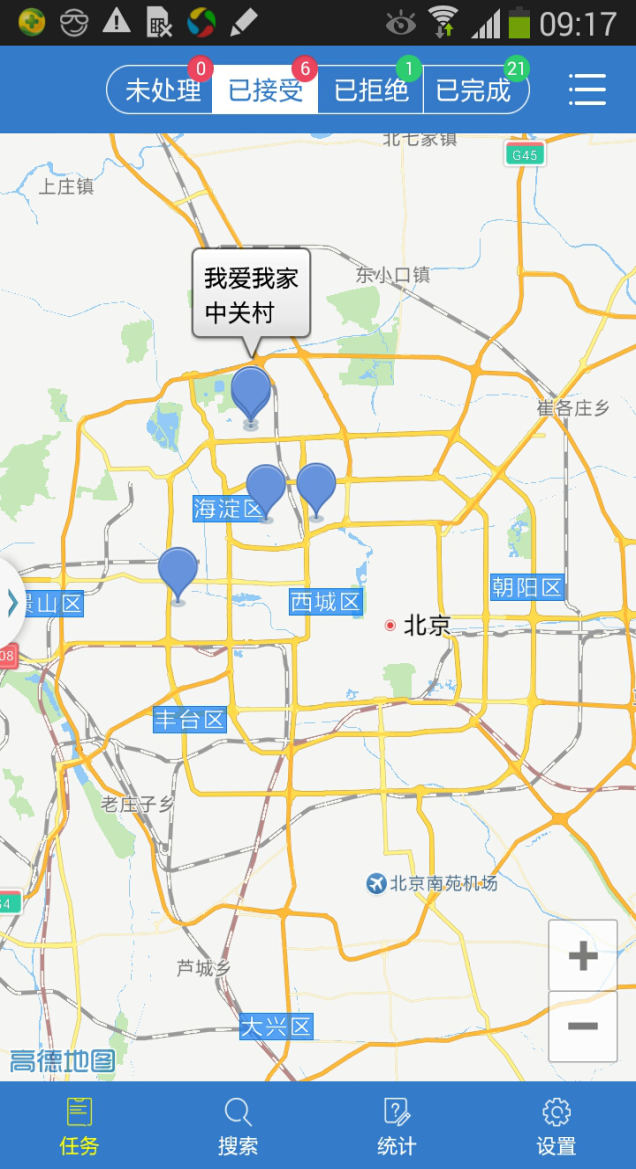 09:17
0
6
1
21
未处理
已接受
已拒绝
已完成
北七家镇
G45
上庄镇
我爱我家
中关村
东小口镇
崔各庄乡
海淀区
朝阳区
景山区
西城区
北京
08
丰台区
老庄子乡
北京南苑机场
G4
芦城乡
大兴区
高德地图
任务
搜索
统计
设置